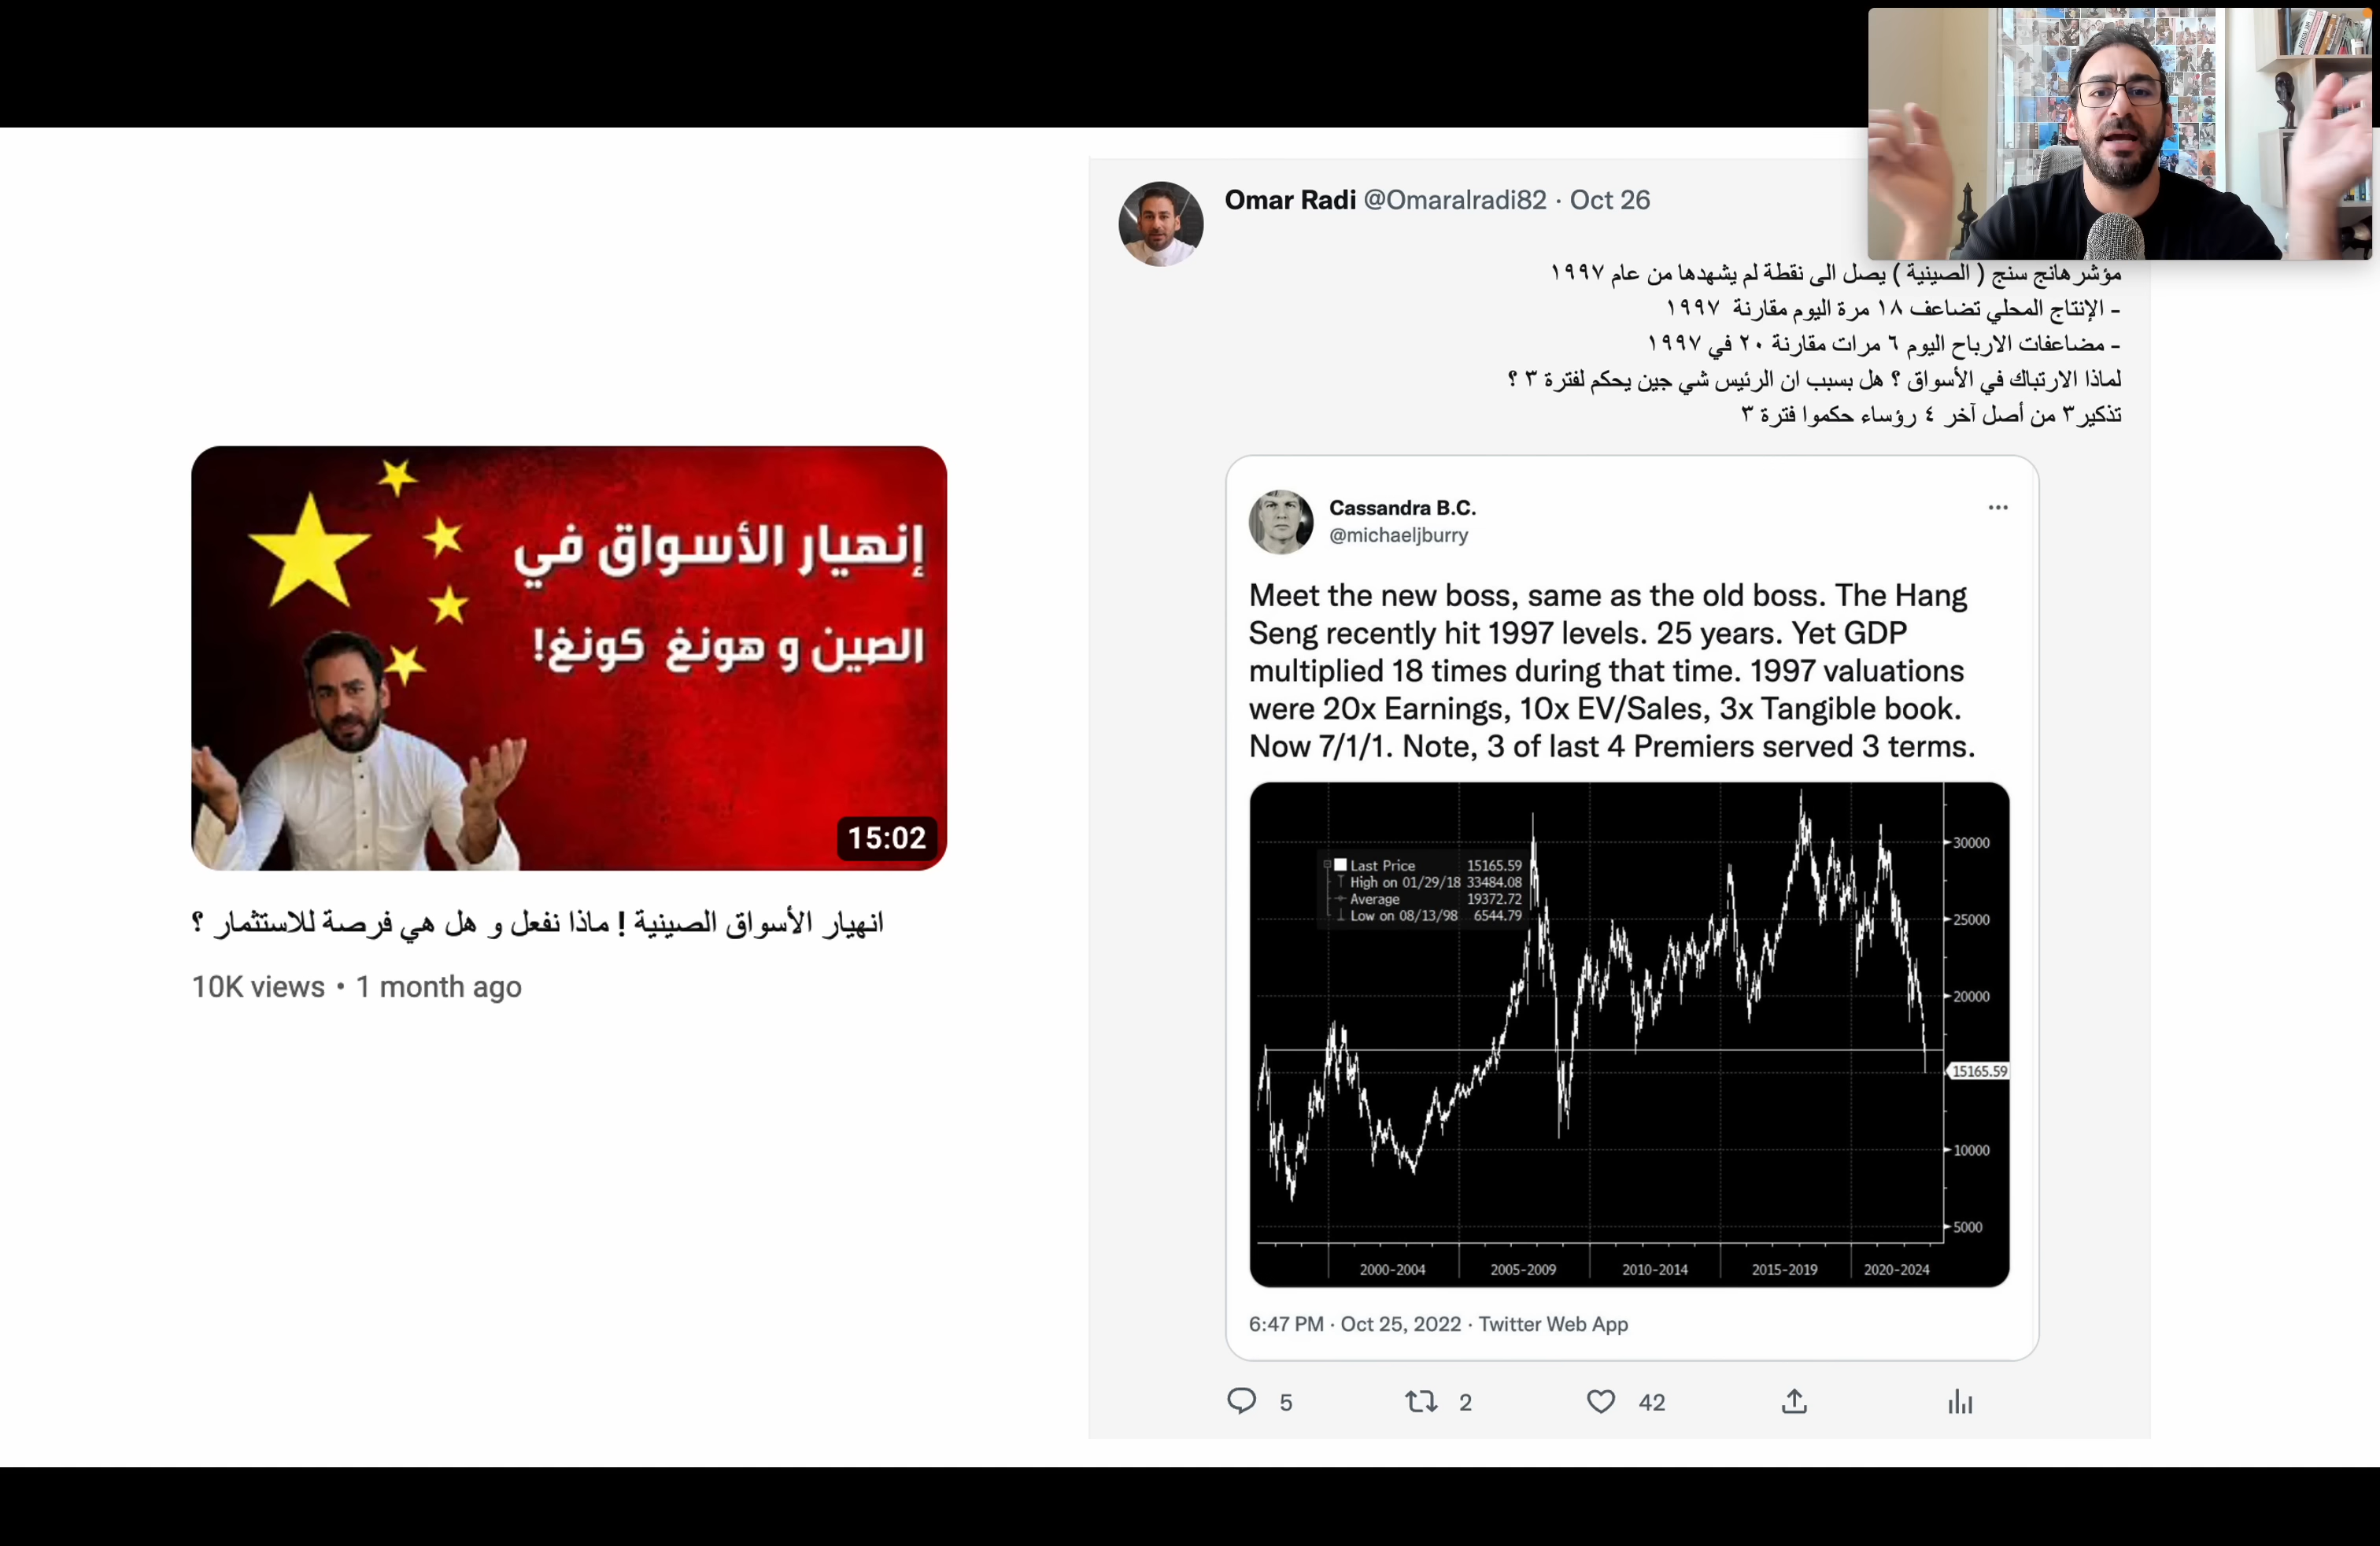 إنهيار الأسواق في
الصين و هونغ كونغ!
15:02
انهيار الأسواق الصينية ! ماذا نفعل و هل هي فرصة للاستثمار ؟
10K views • 1 month ago
Omar Radi @Omaralradi82 · Oct 26
مؤشر هانج سنج ( الصينية ) يصل الى نقطة لم يشهدها من عام ١٩٩٧
- الإنتاج المحلي تضاعف ١٨ مرة اليوم مقارنة ١٩٩٧
- مضاعفات الارباح اليوم ٦ مرات مقارنة ٢٠ في ١٩٩٧
لماذا الارتباك في الأسواق ؟ هل بسبب ان الرئيس شي جين يحكم لفترة ٣ ؟
تذكير٣ من أصل آخر ٤ رؤساء حكموا فترة ٣
Cassandra B.C.
@michaeljburry
Meet the new boss, same as the old boss. The Hang
Seng recently hit 1997 levels. 25 years. Yet GDP
multiplied 18 times during that time. 1997 valuations
were 20x Earnings, 10x EV/Sales, 3x Tangible book.
Now 7/1/1. Note, 3 of last 4 Premiers served 3 terms.
Last Price 15165.59
High on 01/29/18 33484.08
Average 19372.72
Low on 08/13/98 6544.79
30000
25000
20000
15165.59
10000
5000
2000-2004 2005-2009 2010-2014 2015-2019 2020-2024
6:47 PM · Oct 25, 2022 · Twitter Web App
5 2 42